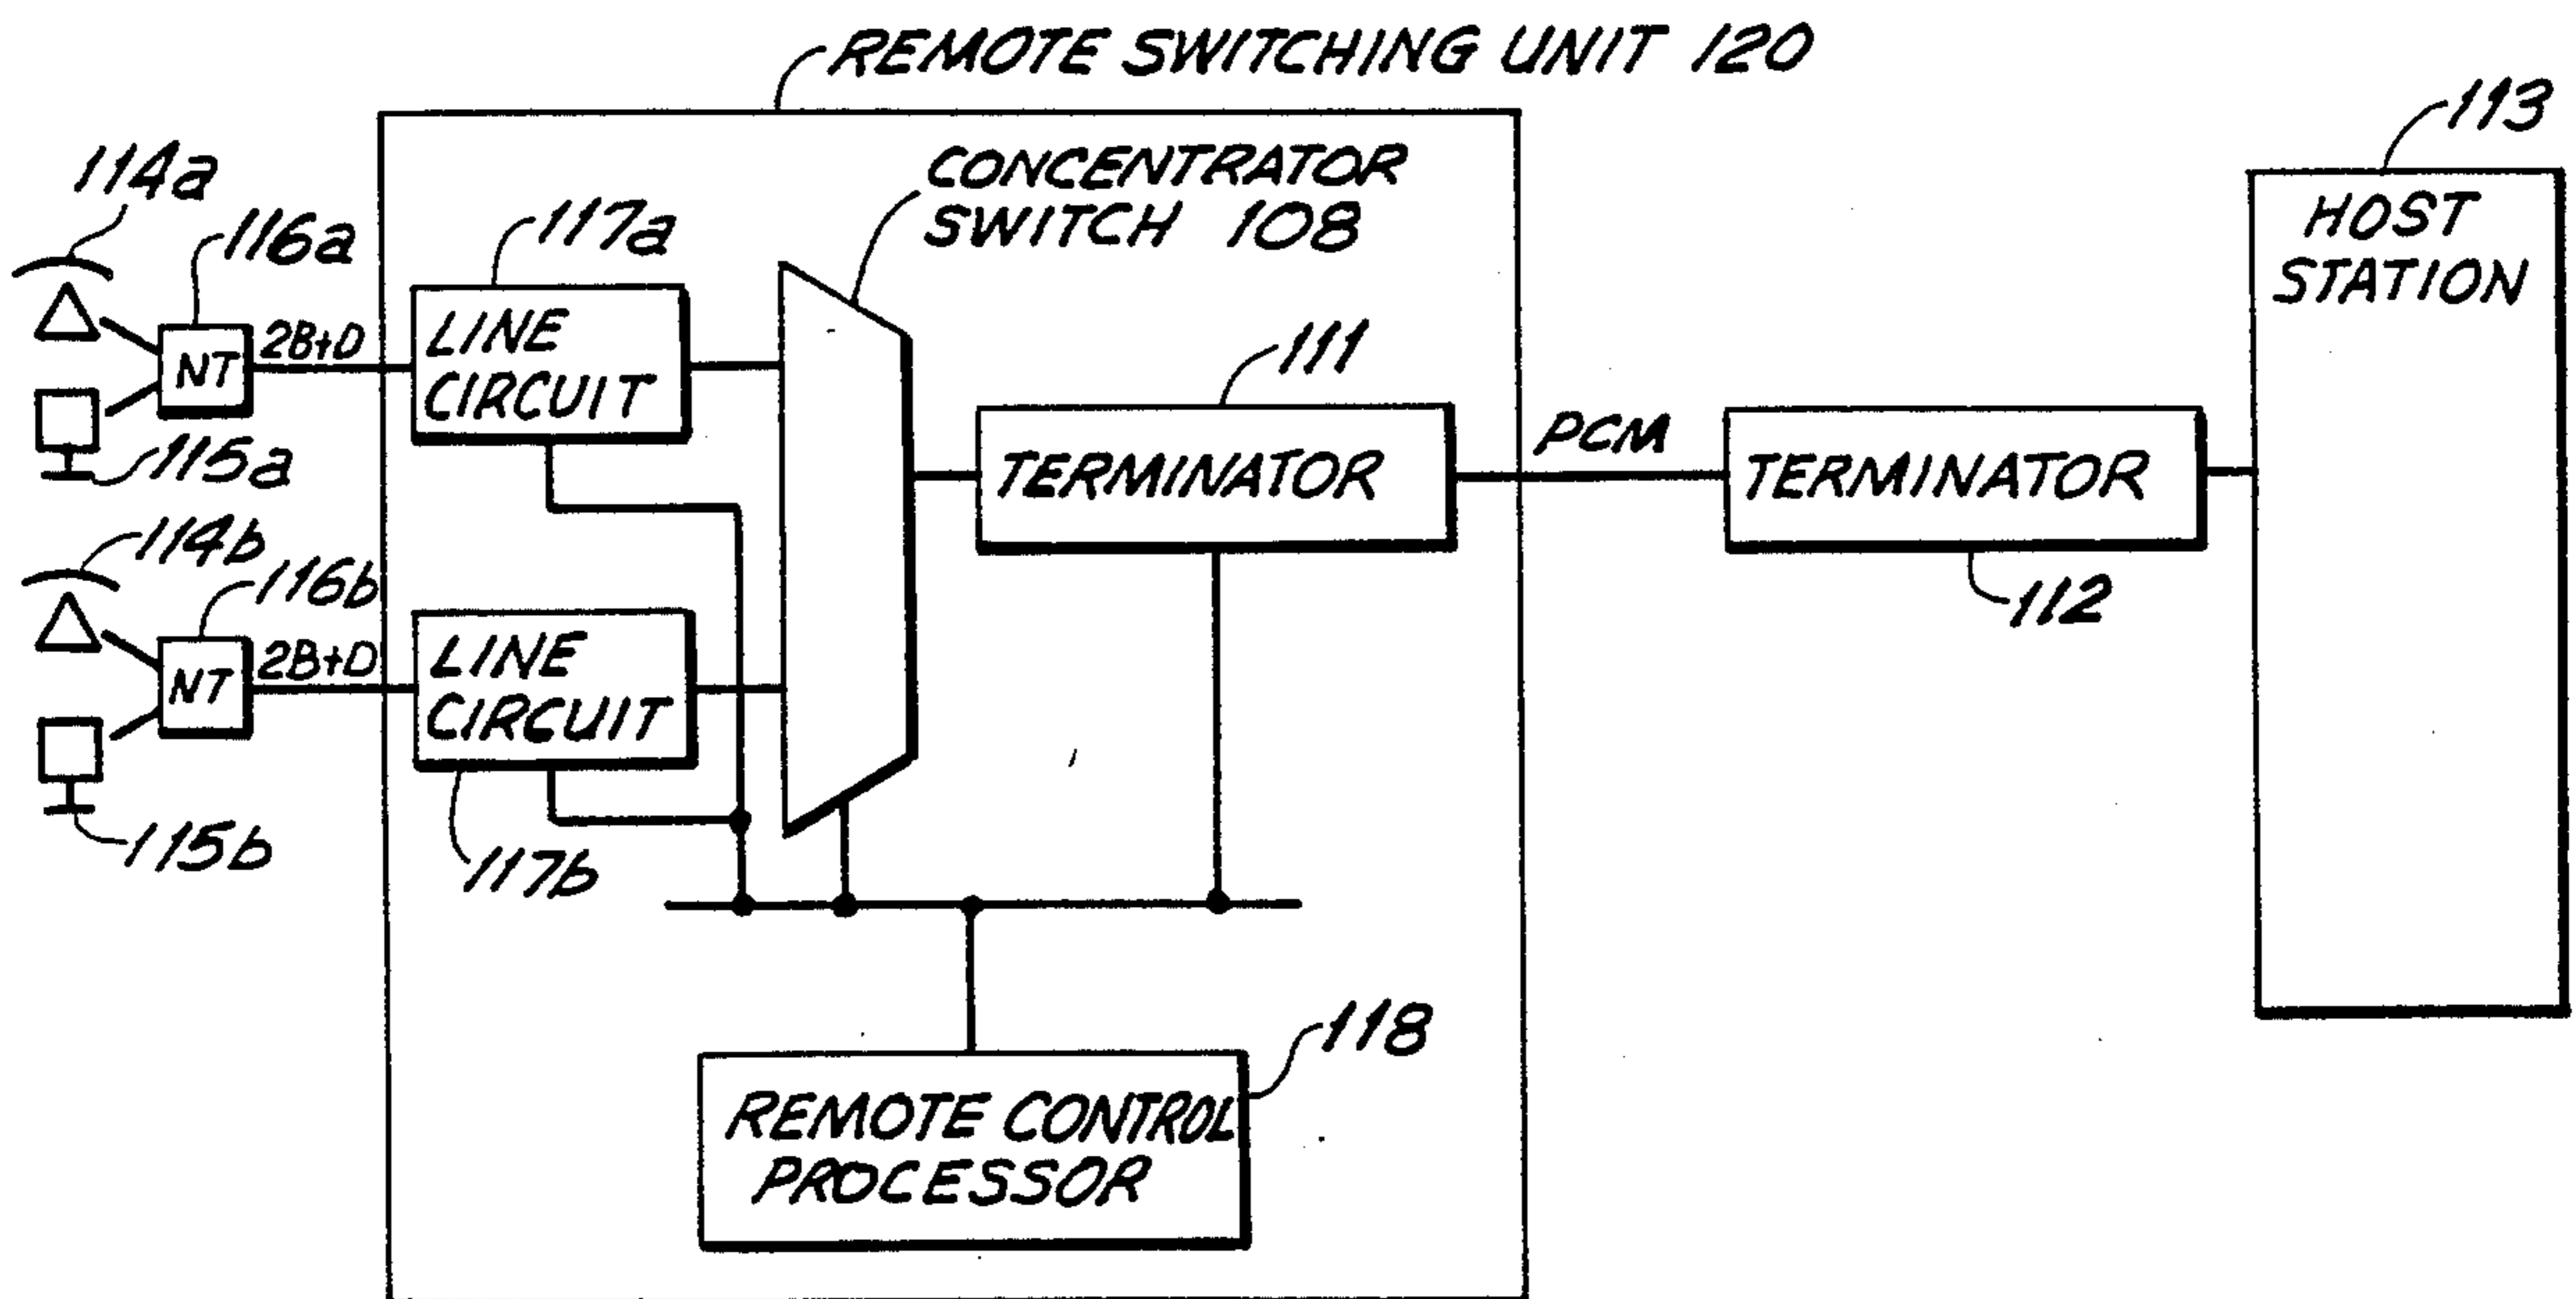 REMOTE SWITCHING UNIT 120
113
HOST
STATION
CONCENTRATOR
SWITCH 108
114a
116a
117a
NT
2B+D
LINE
CIRCUIT
115a
111
TERMINATOR
PCM
TERMINATOR
112
114b
116b
NT
2B+D
LINE
CIRCUIT
115b
117b
118
REMOTE CONTROL
PROCESSOR